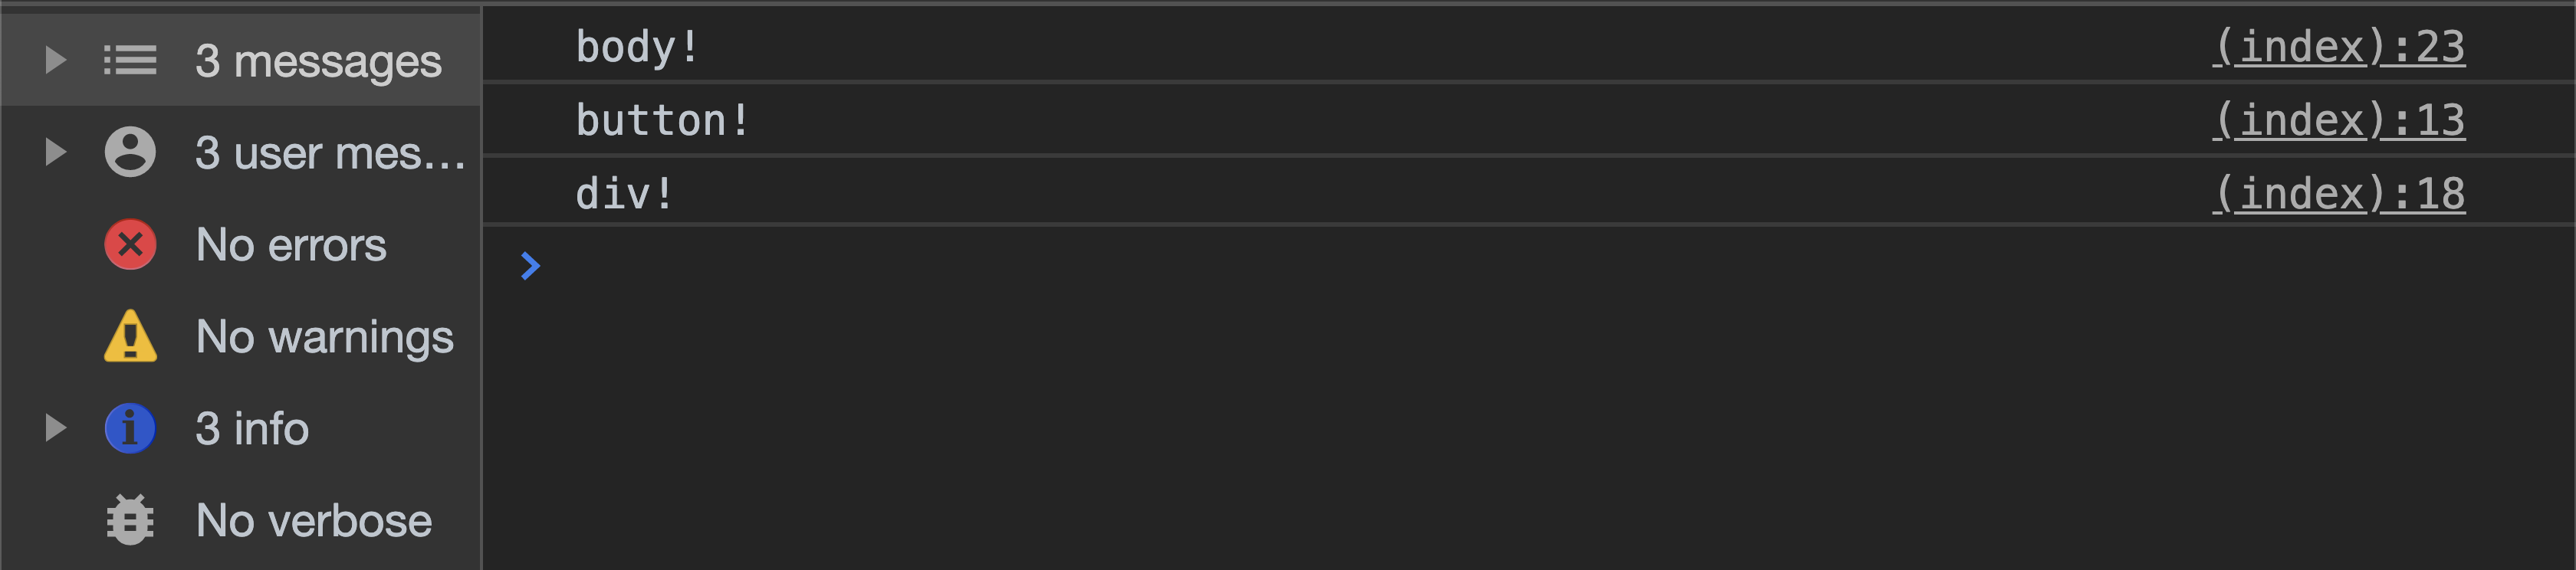 3 messages
3 user mes…
No errors
No warnings
3 info
No verbose
body! (index):23
button! (index):13
div! (index):18